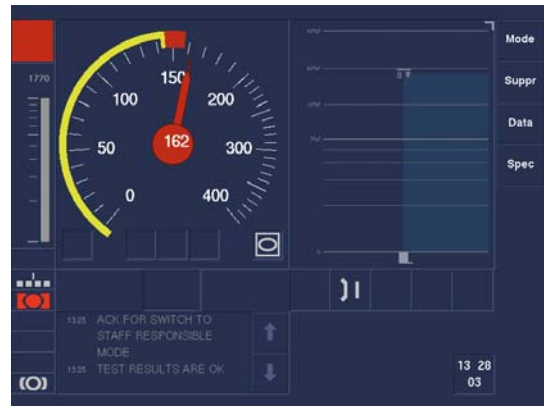 1770
150
100
200
162
50
300
0
400
Mode
Suppr
Data
Spec
0
13:25 ACK FOR SWITCH TO
STAFF RESPONSIBLE
MODE
13:25 TEST RESULTS ARE OK
13 28
03